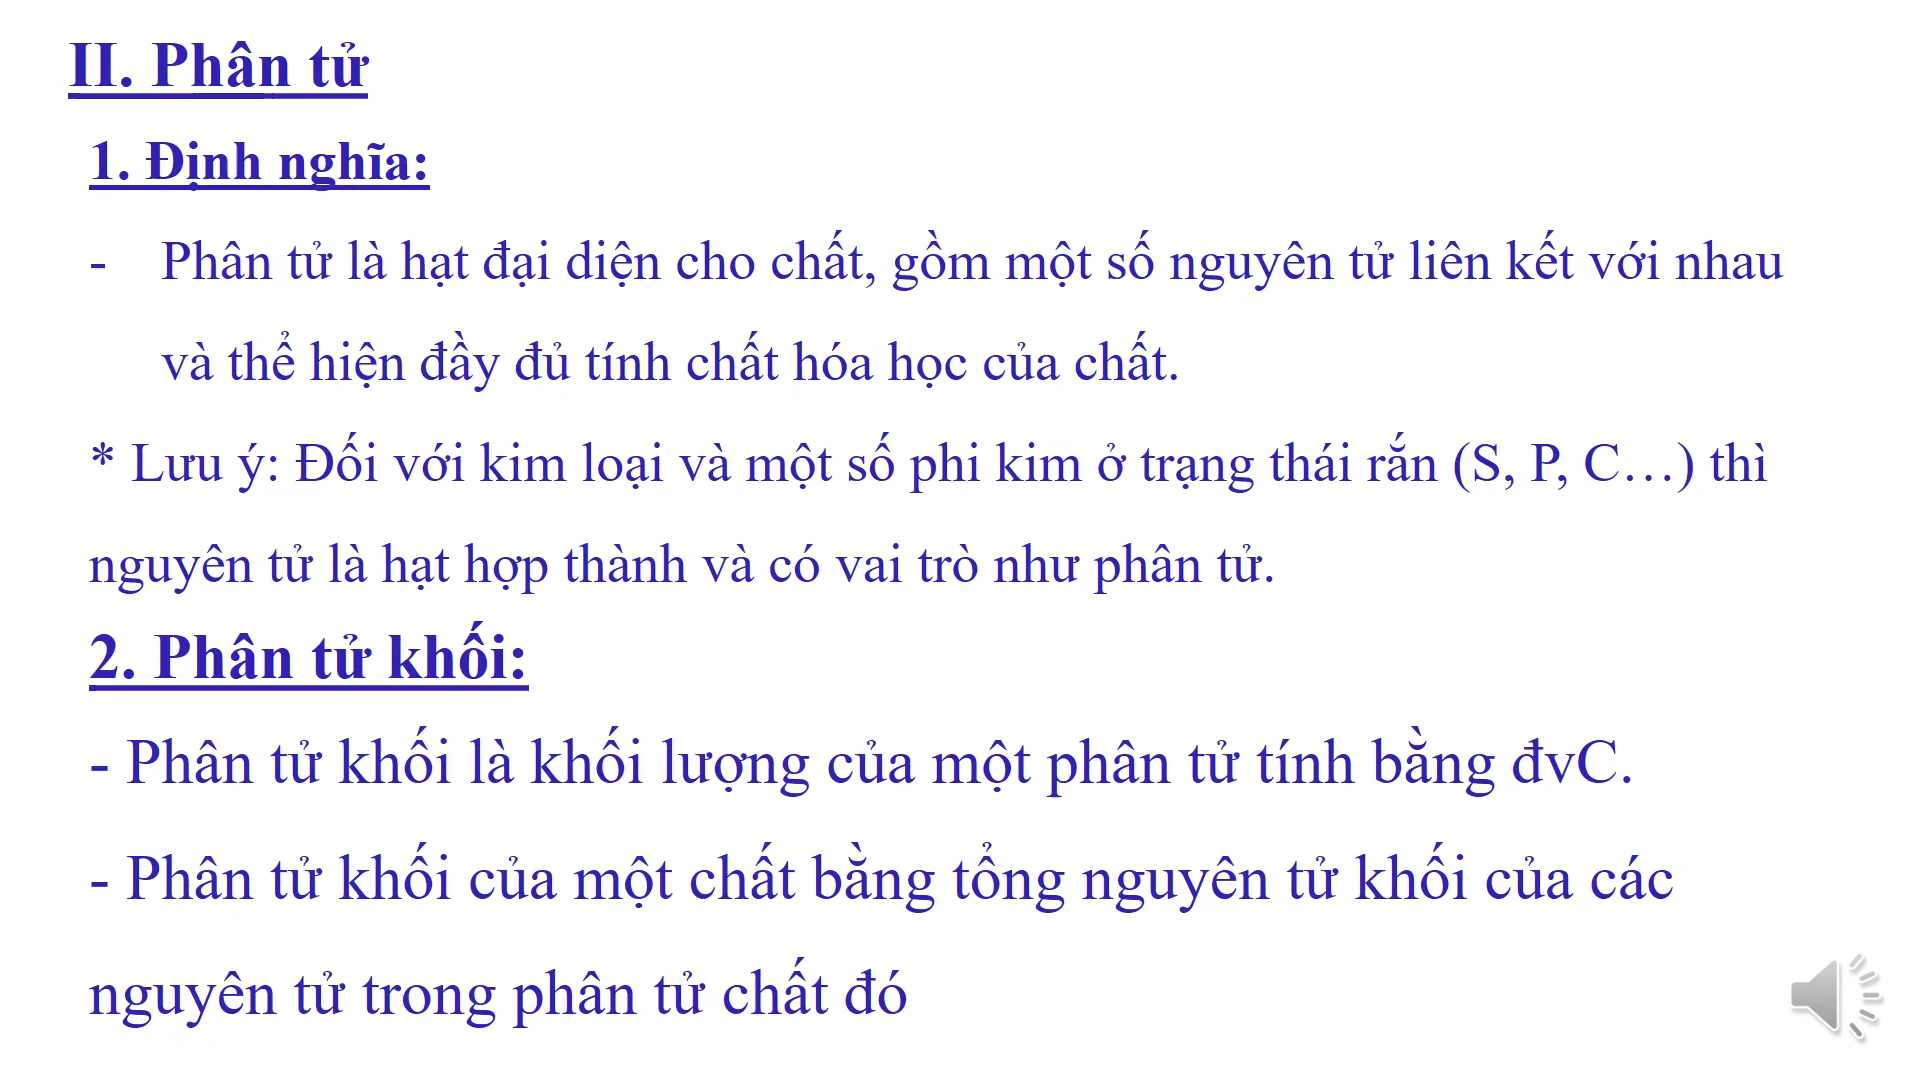 II. Phân tử
1. Định nghĩa:
- Phân tử là hạt đại diện cho chất, gồm một số nguyên tử liên kết với nhau
và thể hiện đầy đủ tính chất hóa học của chất.
* Lưu ý: Đối với kim loại và một số phi kim ở trạng thái rắn (S, P, C…) thì
nguyên tử là hạt hợp thành và có vai trò như phân tử.
2. Phân tử khối:
- Phân tử khối là khối lượng của một phân tử tính bằng đvC.
- Phân tử khối của một chất bằng tổng nguyên tử khối của các
nguyên tử trong phân tử chất đó